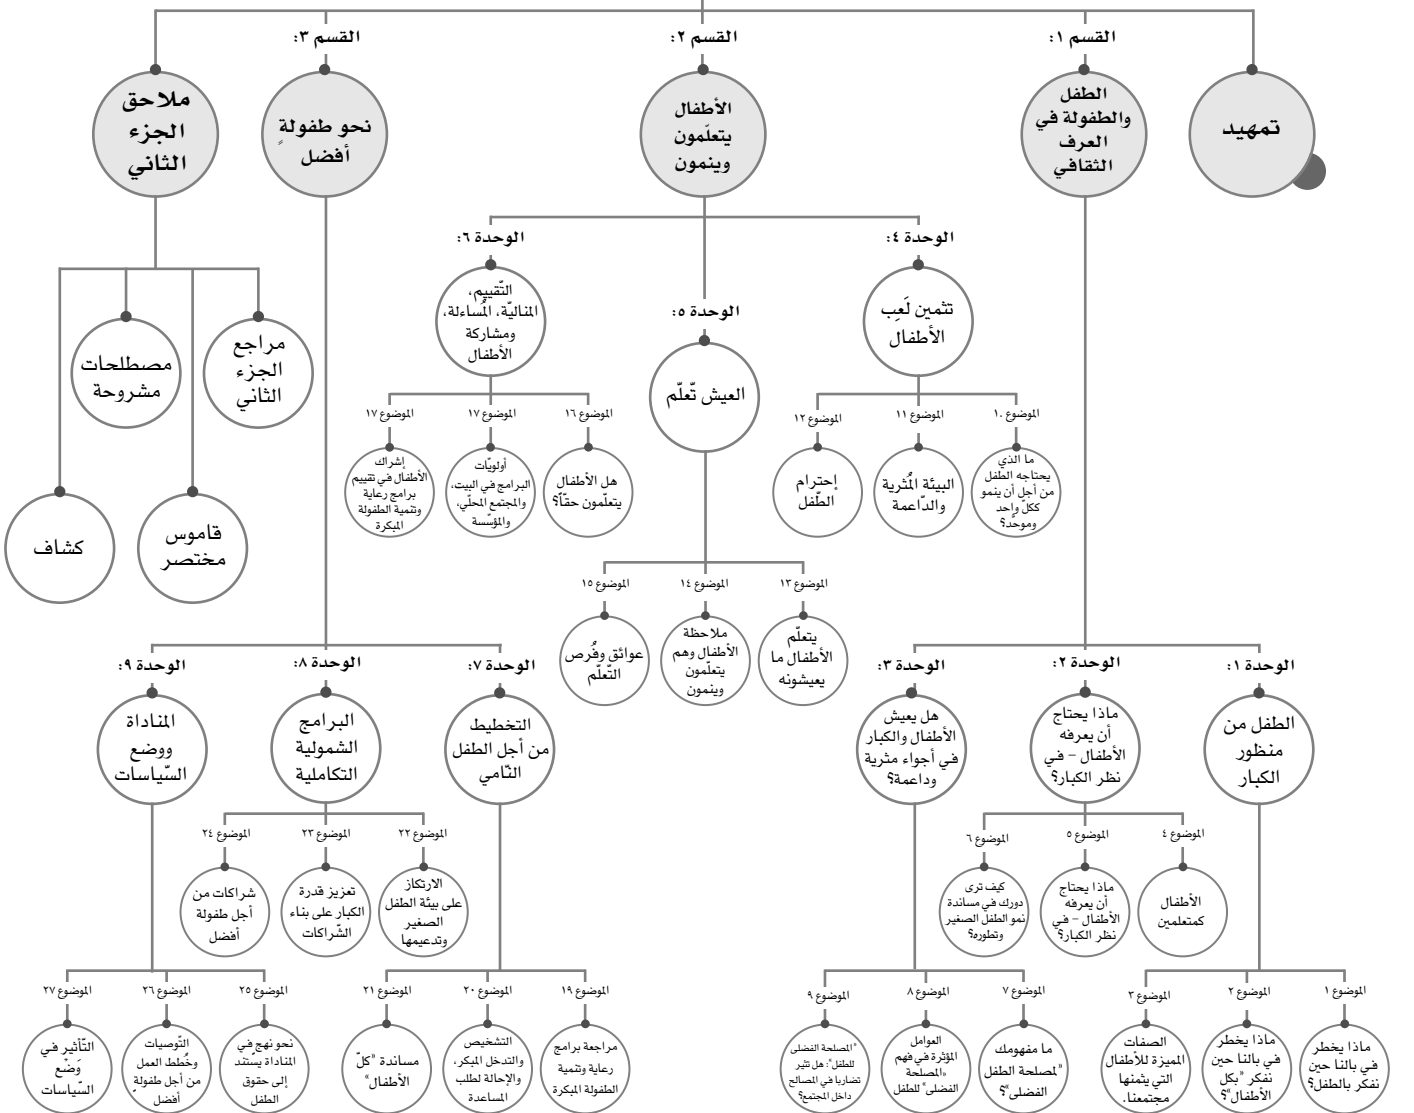 القسم ١:
القسم ٢:
القسم ٣:
تمهيد
الطفل
والطفولة في
العرف
الثقافي
الأطفال
يتعلّمون
وينمون
نحو طفولةٍ
أفضل
ملاحق
الجزء
الثاني
الوحدة ٤:
تثمين لَعِب
الأطفال
الموضوع ١٠
ما الذي
يحتاجه الطفل
من أجل أن ينمو
ككلّ واحد
وموحّد؟
الموضوع ١١
البيئة المُثرية
والدّاعمة
الموضوع ١٢
إحترام
الطّفل
الوحدة ٥:
العيش تّعلّم
الموضوع ١٣
يتعلّم
الأطفال ما
يعيشونه
الموضوع ١٤
ملاحظة
الأطفال وهم
يتعلّمون
وينمون
الموضوع ١٥
عوائق وفُرص
التّعلّم
الوحدة ٦:
التّقييم،
المناليّة، المُساءلة،
ومشاركة
الأطفال
الموضوع ١٦
هل الأطفال
يتعلّمون حقاً؟
الموضوع ١٧
أولويّات
البرامج في البيت،
والمجتمع المحلّي،
والمؤسّسة
الموضوع ١٧
إشراك
الأطفال في تقييم
برامج رعاية
وتنمية الطفولة
المبكرة
مراجع
الجزء
الثاني
مصطلحات
مشروحة
قاموس
مختصر
كشاف
الوحدة ١:
الطفل من
منظور
الكبار
الوحدة ٢:
ماذا يحتاج
أن يعرفه
الأطفال – في
نظر الكبار؟
الوحدة ٣:
هل يعيش
الأطفال والكبار
في أجواء مثرية
وداعمة؟
الموضوع ٤
الأطفال
كمتعلمين
الموضوع ٥
ماذا يحتاج
أن يعرفه
الأطفال – في
نظر الكبار؟
الموضوع ٦
كيف ترى
دورك في مساندة
نمو الطفل الصغير
وتطوره؟
الموضوع ١
ماذا يخطر
في بالنا حين
نفكر بالطفل؟
الموضوع ٢
ماذا يخطر
في بالنا حين
نفكر "بكل
الأطفال"؟
الموضوع ٣
الصفات
المميزة للأطفال
التي يثمنها
مجتمعنا.
الموضوع ٧
ما مفهومك
"لمصلحة الطفل
الفضلى"؟
الموضوع ٨
العوامل
المؤثرة في فهم
"المصلحة
الفضلى" للطفل
الموضوع ٩
"المصلحة الفضلى
للطفل": هل تثير
تضاربا في المصالح
داخل المجتمع؟
الوحدة ٧:
التخطيط
من أجل الطفل
النّامي
الوحدة ٨:
البرامج
الشمولية
التكاملية
الوحدة ٩:
المناداة
ووضع
السّياسات
الموضوع ٢٢
الارتكاز
على بيئة الطفل
الصغير
وتدعيمها
الموضوع ٢٣
تعزيز قدرة
الكبار على بناء
الشّراكات
الموضوع ٢٤
شراكات من
أجل طفولة
أفضل
الموضوع ١٩
مراجعة برامج
رعاية وتنمية
الطفولة المبكرة
الموضوع ٢٠
التشخيص
والتدخل المبكر،
والإحالة لطلب
المساعدة
الموضوع ٢١
مساندة "كلّ
الأطفال"
الموضوع ٢٥
نحو نهج في
المناداة يستند
إلى حقوق
الطفل
الموضوع ٢٦
التّوصيات
وخُطط العمل
من أجل طفولةٍ
أفضل
الموضوع ٢٧
التّأثير في
وَضْع
السّياسات